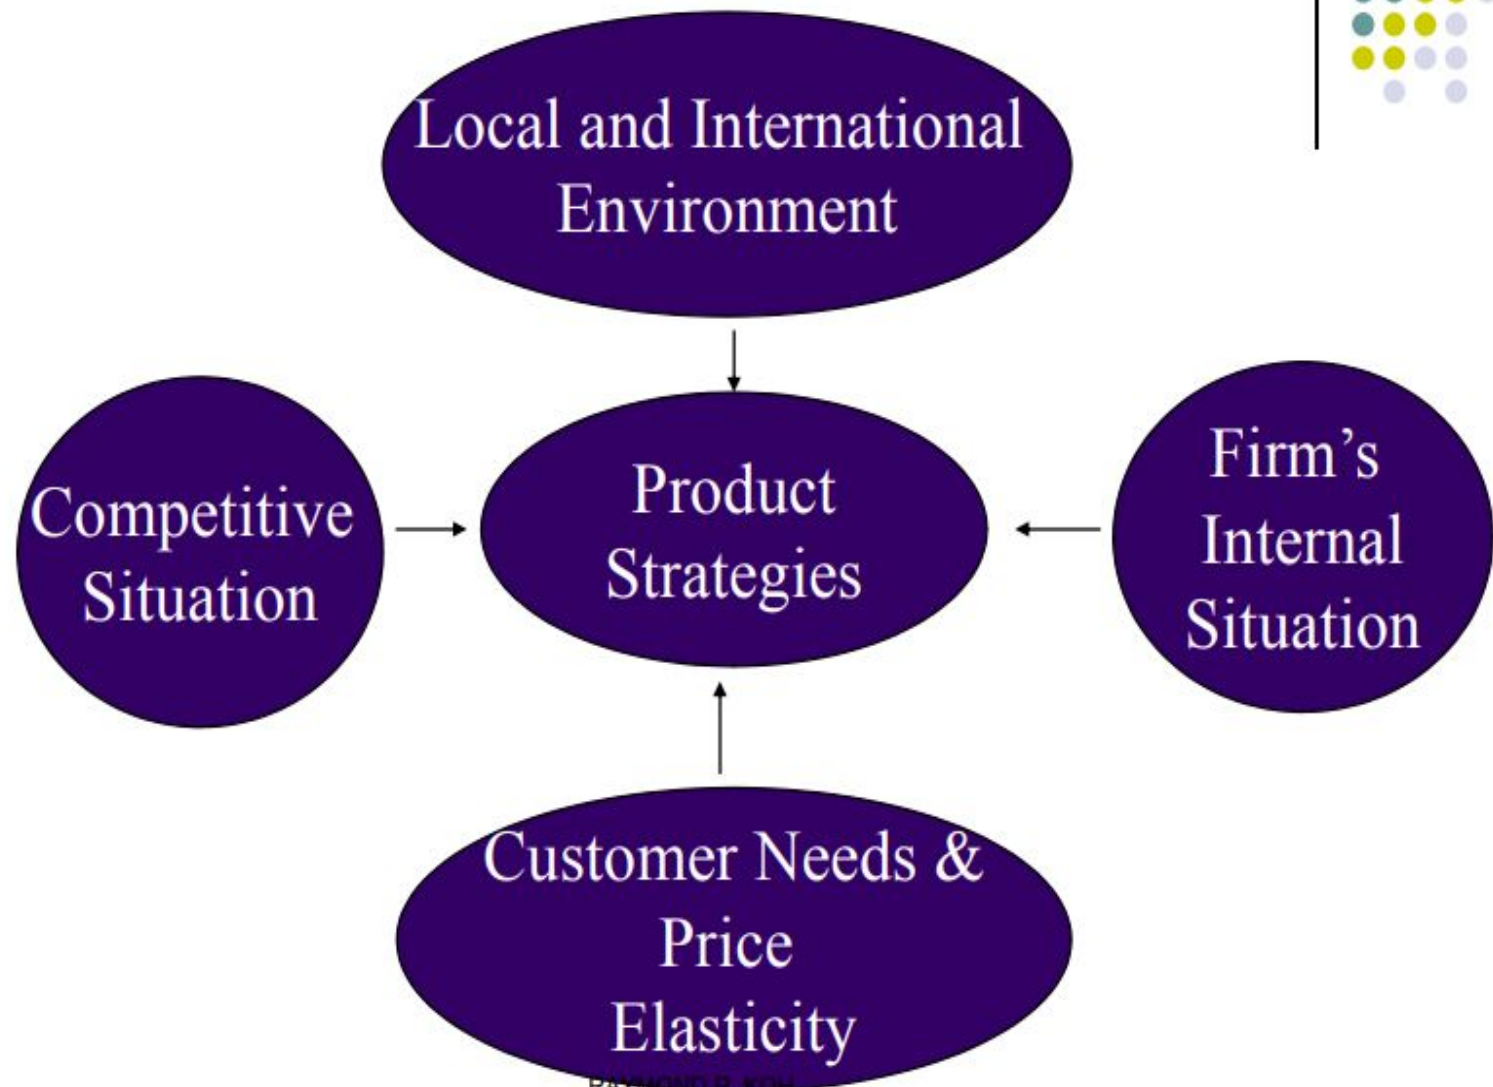 Local and International
Environment
Competitive
Situation
Product
Strategies
Firm’s
Internal
Situation
Customer Needs &
Price
Elasticity